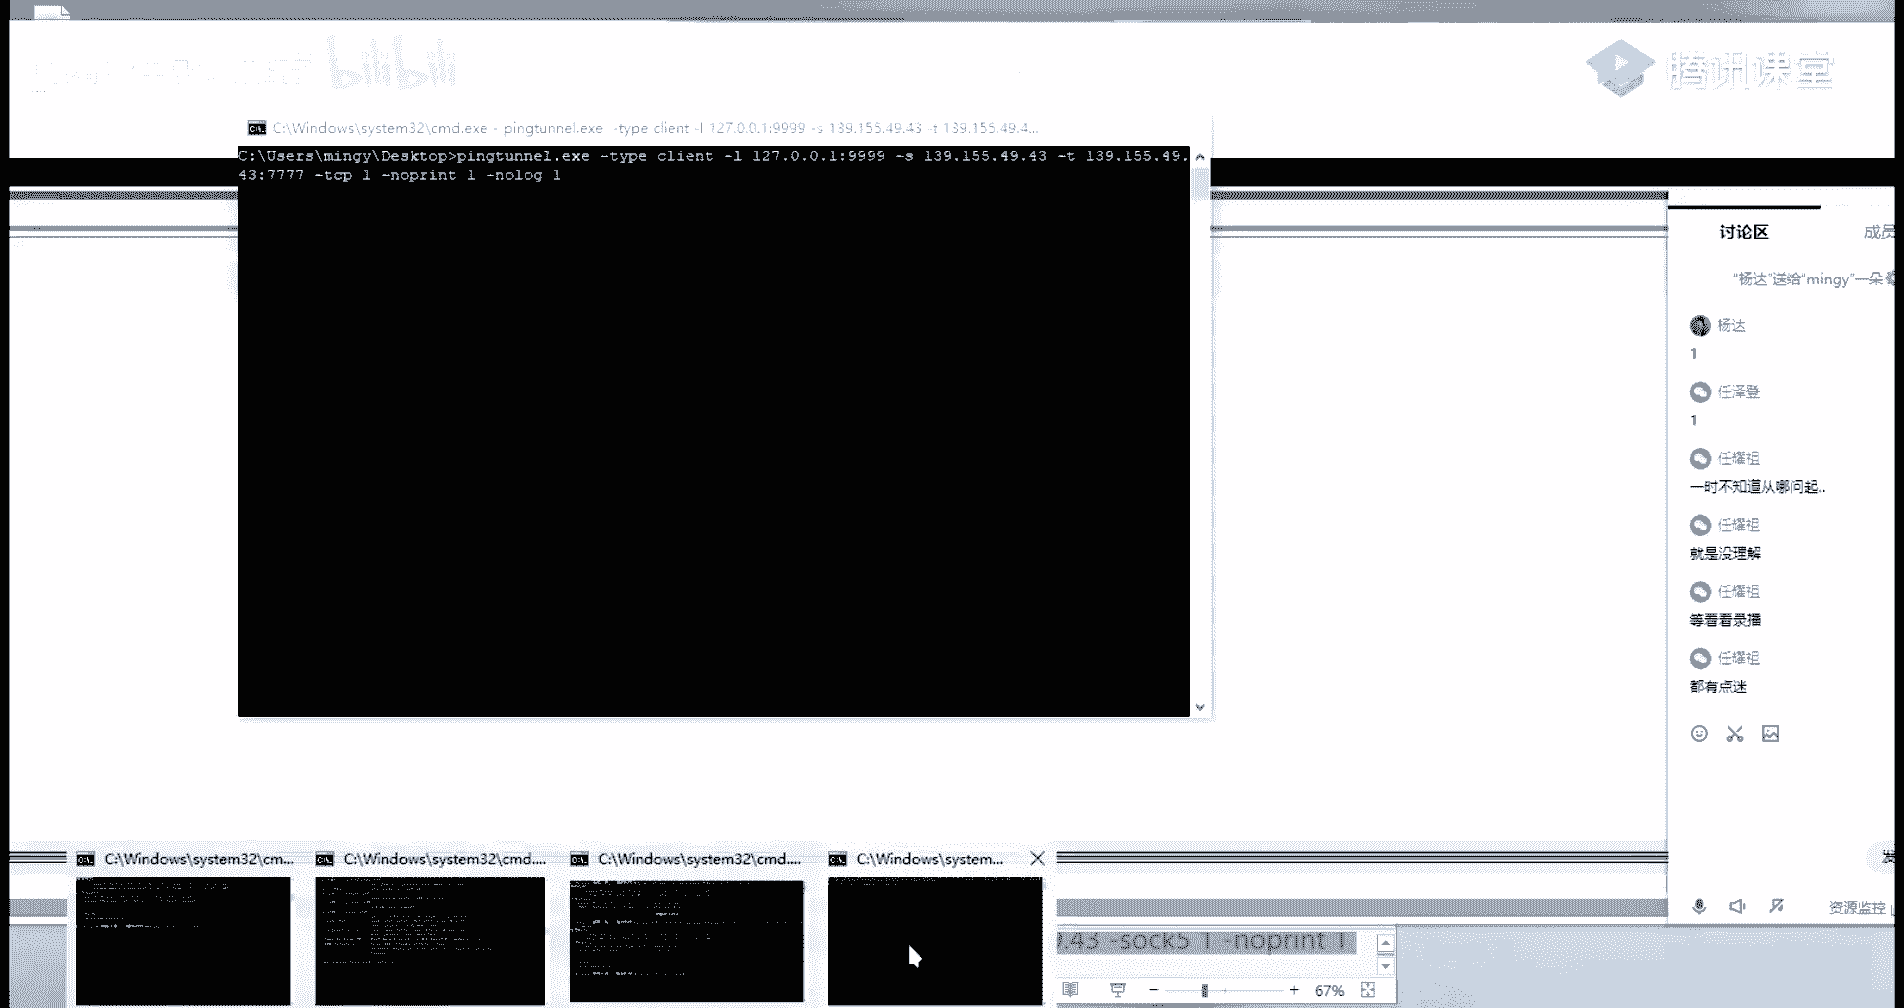 bilibili
腾讯课堂
C:\Windows\system32\cmd.exe - pingtunnel.exe -type client -l 127.0.0.1:9999 -s 139.155.49.43 -t 139.155.49.4...
C:\Users\mingy\Desktop>pingtunnel.exe -type client -l 127.0.0.1:9999 -s 139.155.49.43 -t 139.155.49.
43:7777 -tcp 1 -noprint 1 -nolog 1
讨论区
成员
"杨达"送给"mingy"一朵
杨达
1
任泽登
1
任耀祖
一时不知道从哪问起..
任耀祖
就是没理解
任耀祖
等着看录播
任耀祖
都有点迷
资源监控
C:\Windows\system32\cm...
C:\Windows\system32\cmd....
C:\Windows\system32\cmd....
C:\Windows\system...
.43 -sock5 1 -noprint 1
67%